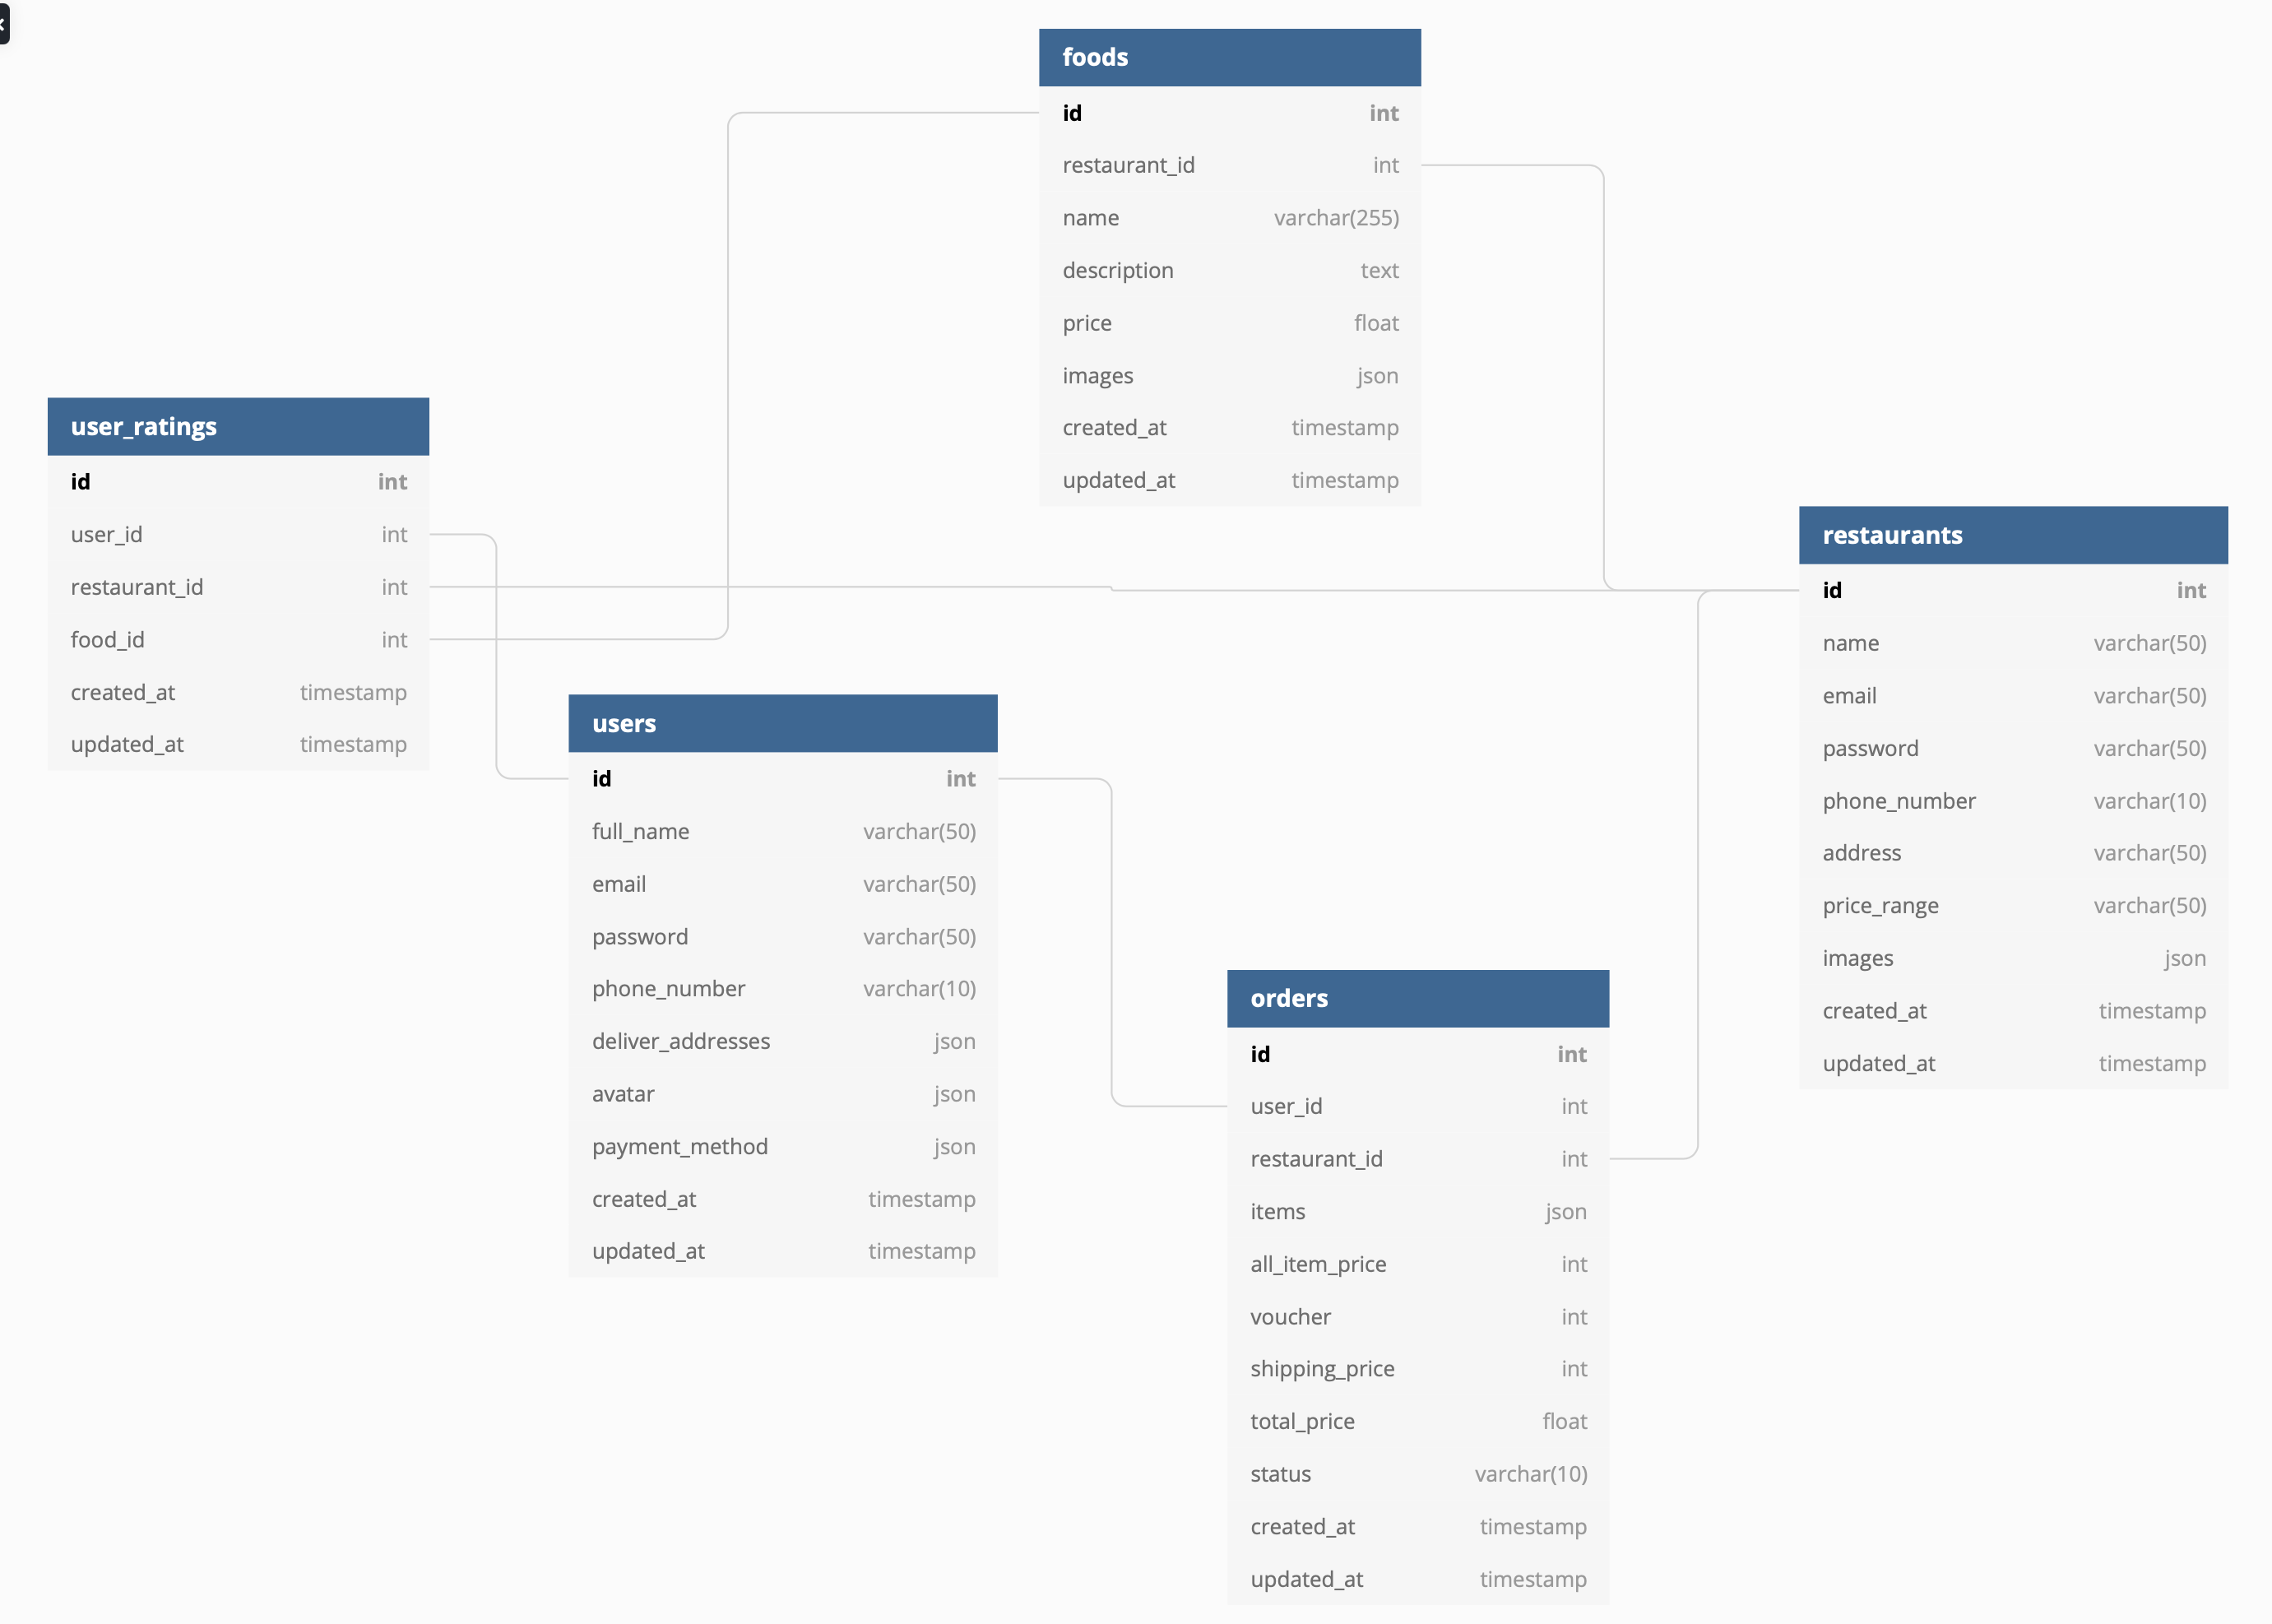 foods
id int
restaurant_id int
name varchar(255)
description text
price float
images json
created_at timestamp
updated_at timestamp
user_ratings
id int
user_id int
restaurant_id int
food_id int
created_at timestamp
updated_at timestamp
restaurants
id int
name varchar(50)
email varchar(50)
password varchar(50)
phone_number varchar(10)
address varchar(50)
price_range varchar(50)
images json
created_at timestamp
updated_at timestamp
users
id int
full_name varchar(50)
email varchar(50)
password varchar(50)
phone_number varchar(10)
deliver_addresses json
avatar json
payment_method json
created_at timestamp
updated_at timestamp
orders
id int
user_id int
restaurant_id int
items json
all_item_price int
voucher int
shipping_price int
total_price float
status varchar(10)
created_at timestamp
updated_at timestamp